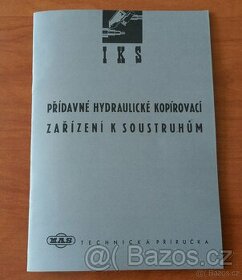 IKS
PŘÍDAVNÉ HYDRAULICKÉ KOPÍROVACÍ
ZAŘÍZENÍ K SOUSTRUHŮM
MAS TECHNICKÁ PŘÍRUČKA
Bazoš.cz